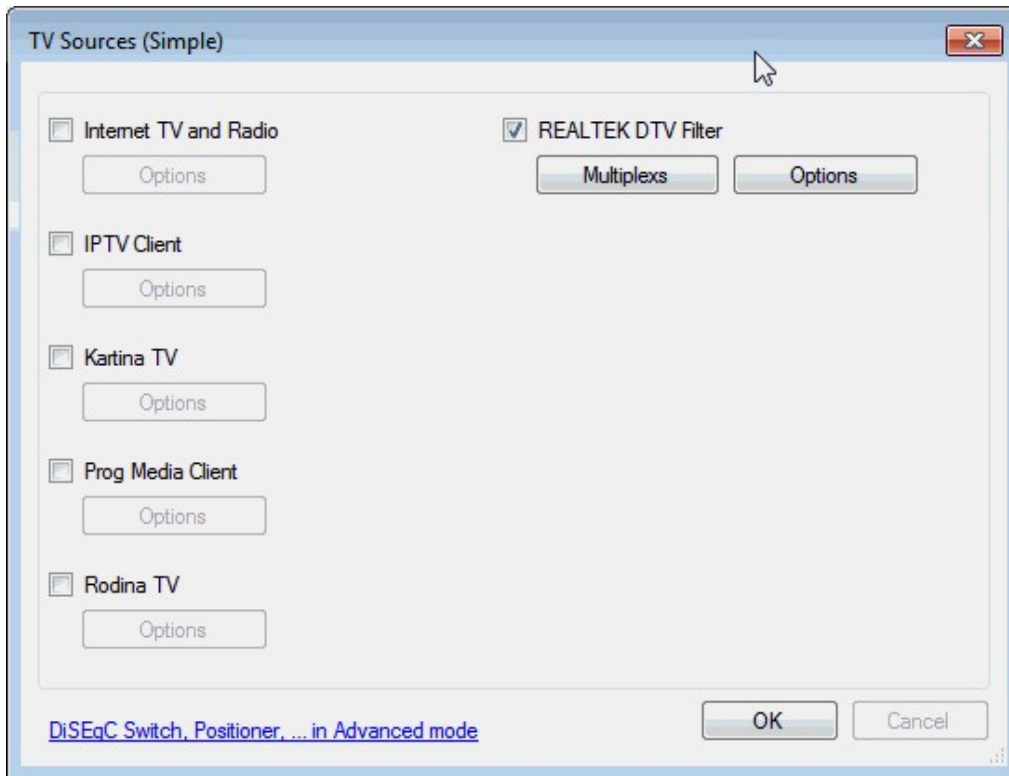 TV Sources (Simple)
Internet TV and Radio
Options
IPTV Client
Options
Kartina TV
Options
Prog Media Client
Options
Rodina TV
Options
REALTEK DTV Filter
Multiplexs Options
DiSEqC Switch, Positioner, ... in Advanced mode
OK Cancel